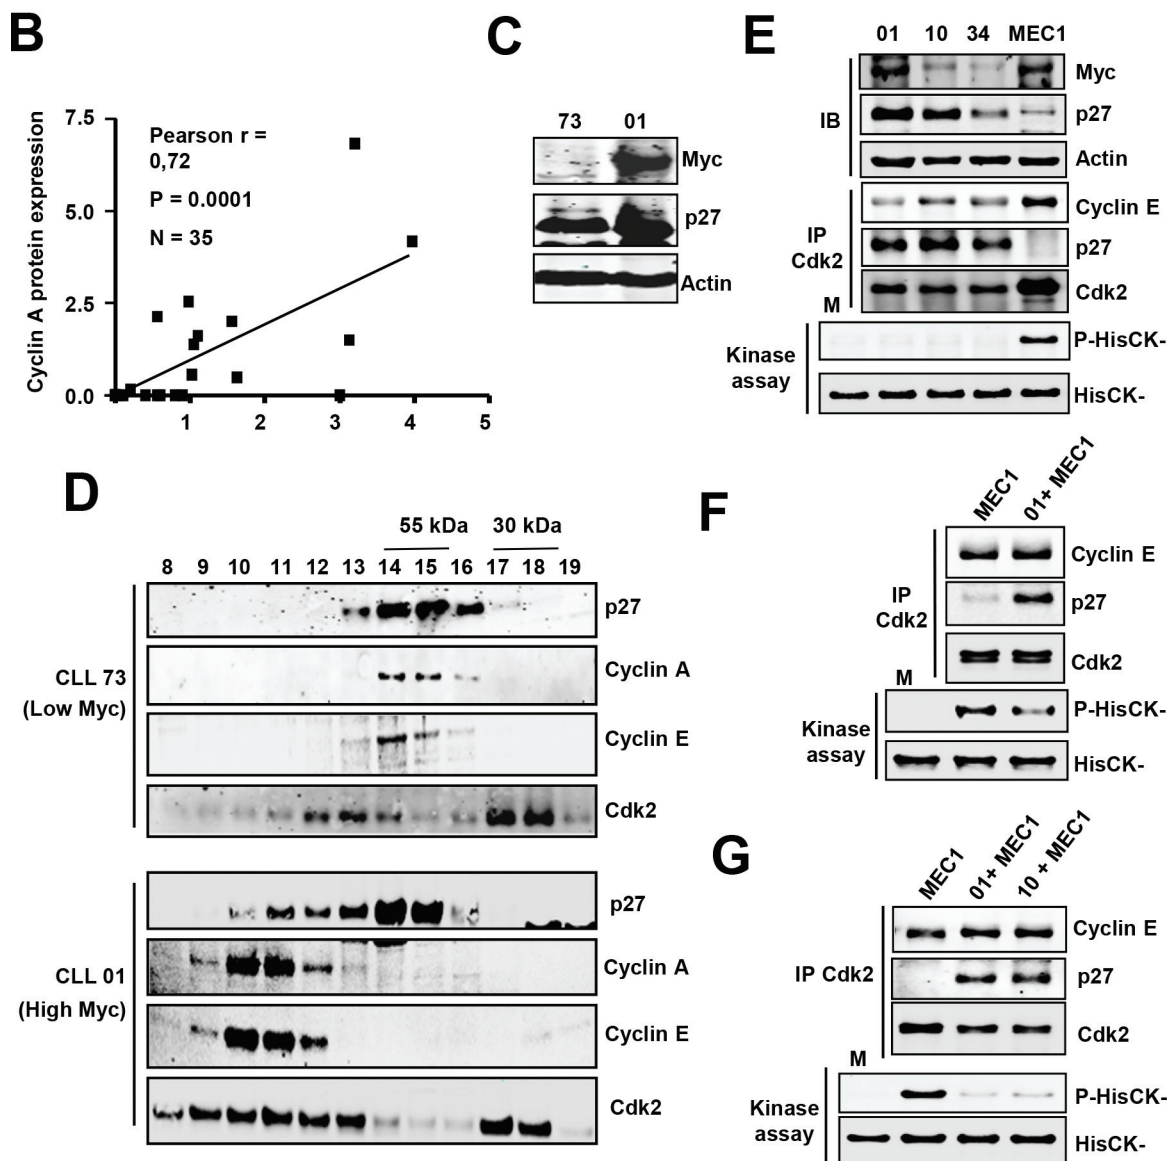 B
Cyclin A protein expression
7.5
5.0
2.5
0.0
1 2 3 4 5
Pearson r =
0,72
P = 0.0001
N = 35
C
73 01
Myc
p27
Actin
D
55 kDa 30 kDa
8 9 10 11 12 13 14 15 16 17 18 19
CLL 73
(Low Myc)
p27
Cyclin A
Cyclin E
Cdk2
CLL 01
(High Myc)
p27
Cyclin A
Cyclin E
Cdk2
E
01 10 34 MEC1
IB
Myc
p27
Actin
IP
Cdk2
Cyclin E
p27
Cdk2
M
Kinase
assay
P-HisCK-
HisCK-
F
MEC1
01+ MEC1
IP
Cdk2
Cyclin E
p27
Cdk2
M
Kinase
assay
P-HisCK-
HisCK-
G
MEC1
01+ MEC1
10 + MEC1
IP Cdk2
Cyclin E
p27
Cdk2
M
Kinase
assay
P-HisCK-
HisCK-